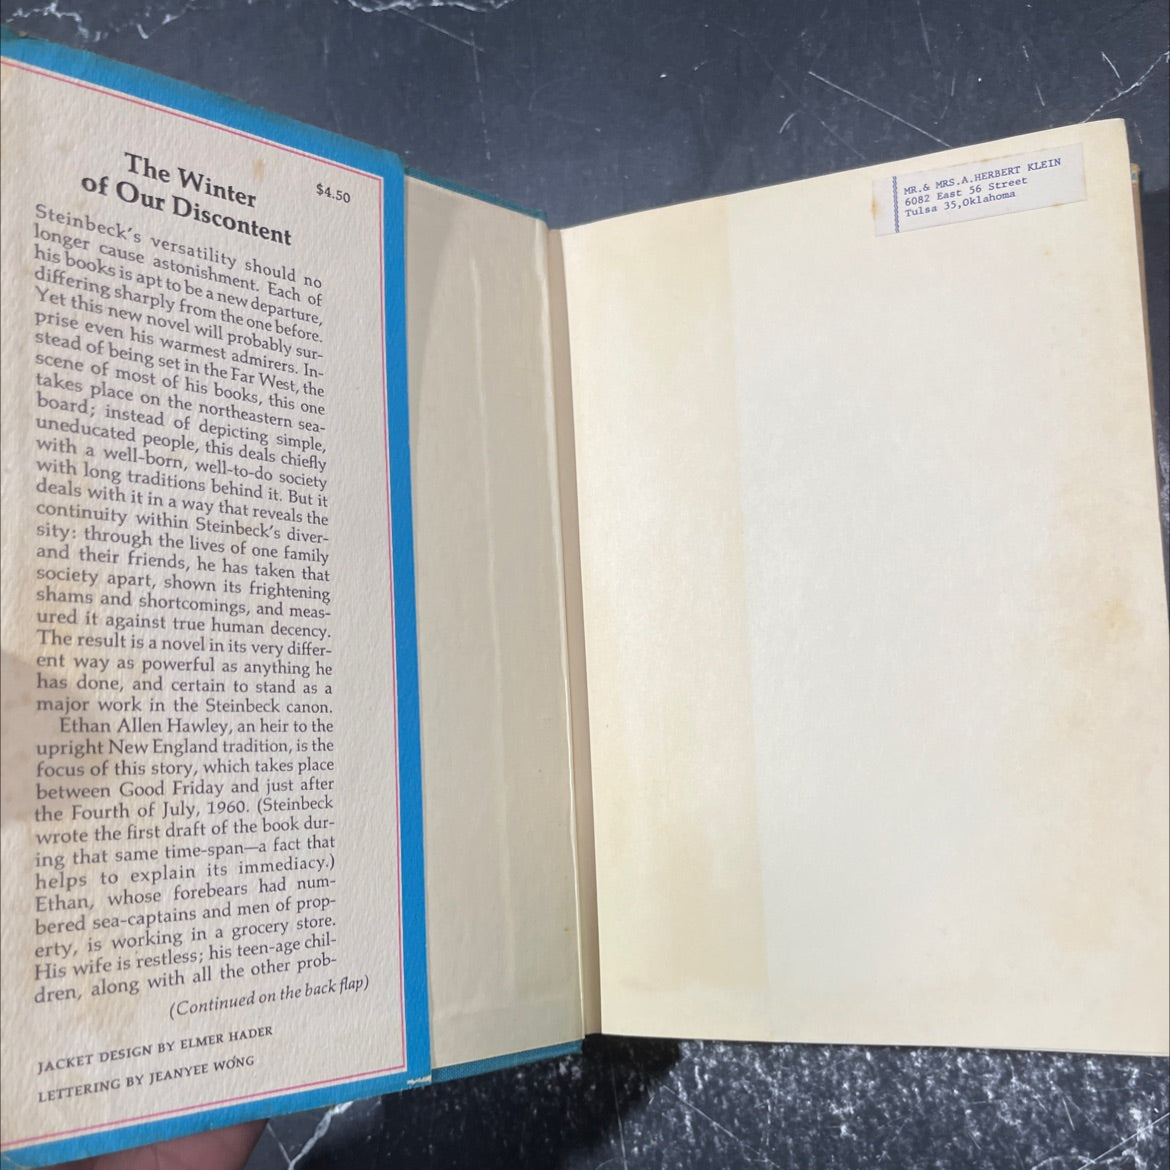 The Winter
of Our Discontent
$4.50
Steinbeck's versatility should no
longer cause astonishment. Each of
his books is apt to be a new departure,
differing sharply from the one before.
Yet this new novel will probably sur-
prise even his warmest admirers. In-
stead of being set in the Far West, the
scene of most of his books, this one
takes place on the northeastern sea-
board; instead of depicting simple,
uneducated people, this deals chiefly
with a well-born, well-to-do society
with long traditions behind it. But it
deals with it in a way that reveals the
continuity within Steinbeck's diver-
sity: through the lives of one family
and their friends, he has taken that
society apart, shown its frightening
shams and shortcomings, and meas-
ured it against true human decency.
The result is a novel in its very differ-
ent way as powerful as anything he
has done, and certain to stand as a
major work in the Steinbeck canon.
Ethan Allen Hawley, an heir to the
upright New England tradition, is the
focus of this story, which takes place
between Good Friday and just after
the Fourth of July, 1960. (Steinbeck
wrote the first draft of the book dur-
ing that same time-span—a fact that
helps to explain its immediacy.)
Ethan, whose forebears had num-
bered sea-captains and men of prop-
erty, is working in a grocery store.
His wife is restless; his teen-age chil-
dren, along with all the other prob-
(Continued on the back flap)
JACKET DESIGN BY ELMER HADER
LETTERING BY JEANYEE WONG
MR.& MRS.A.HERBERT KLEIN
6082 East 56 Street
Tulsa 35,Oklahoma